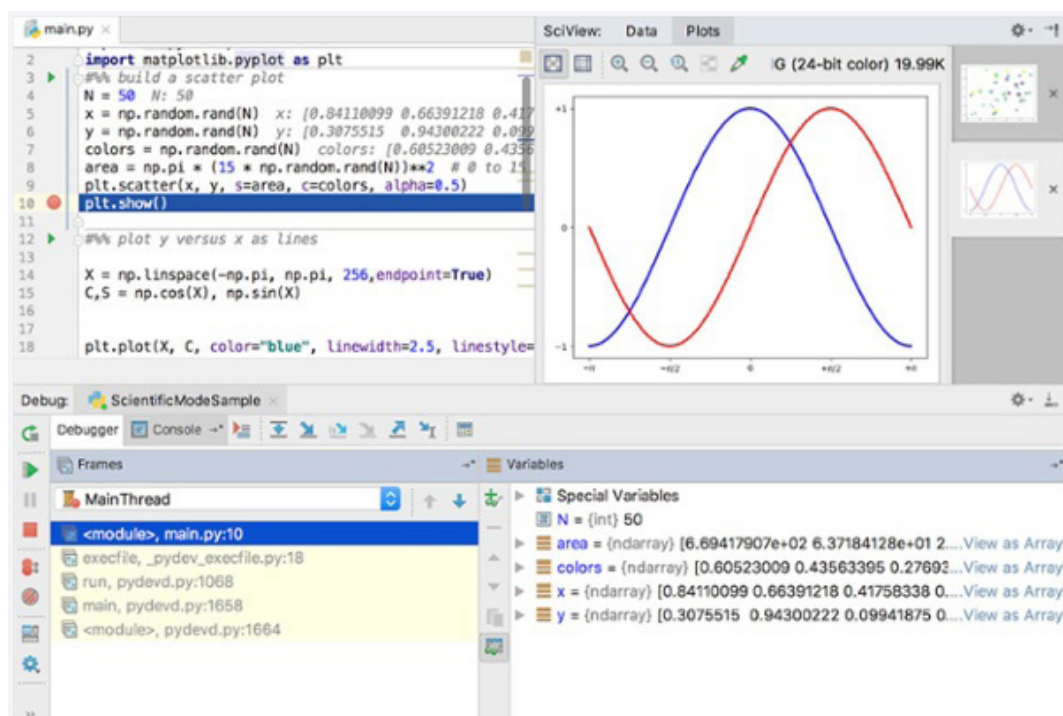 main.py
SciView: Data Plots
2 import matplotlib.pyplot as plt
3 #%% build a scatter plot
4 N = 50 N: 50
5 x = np.random.rand(N) x: [0.84110099 0.66391218 0.417
6 y = np.random.rand(N) y: [0.3075515 0.94300222 0.099
7 colors = np.random.rand(N) colors: [0.60523009 0.4356
8 area = np.pi * (15 * np.random.rand(N))**2 # 0 to 15
9 plt.scatter(x, y, s=area, c=colors, alpha=0.5)
10 plt.show()
11
12 #%% plot y versus x as lines
13
14 X = np.linspace(-np.pi, np.pi, 256,endpoint=True)
15 C,S = np.cos(X), np.sin(X)
16
17
18 plt.plot(X, C, color="blue", linewidth=2.5, linestyle=
G (24-bit color) 19.99K
+1
0
-1
-π -π/2 0 +π/2 +π
Debug: ScientificModeSample
Debugger Console
Frames
MainThread
<module>, main.py:10
execfile, _pydev_execfile.py:18
run, pydevd.py:1068
main, pydevd.py:1658
<module>, pydevd.py:1664
Variables
Special Variables
N = {int} 50
area = {ndarray} [6.69417907e+02 6.37184128e+01 2....View as Array
colors = {ndarray} [0.60523009 0.43563395 0.27693...View as Array
x = {ndarray} [0.84110099 0.66391218 0.41758338 0....View as Array
y = {ndarray} [0.3075515 0.94300222 0.09941875 0....View as Array